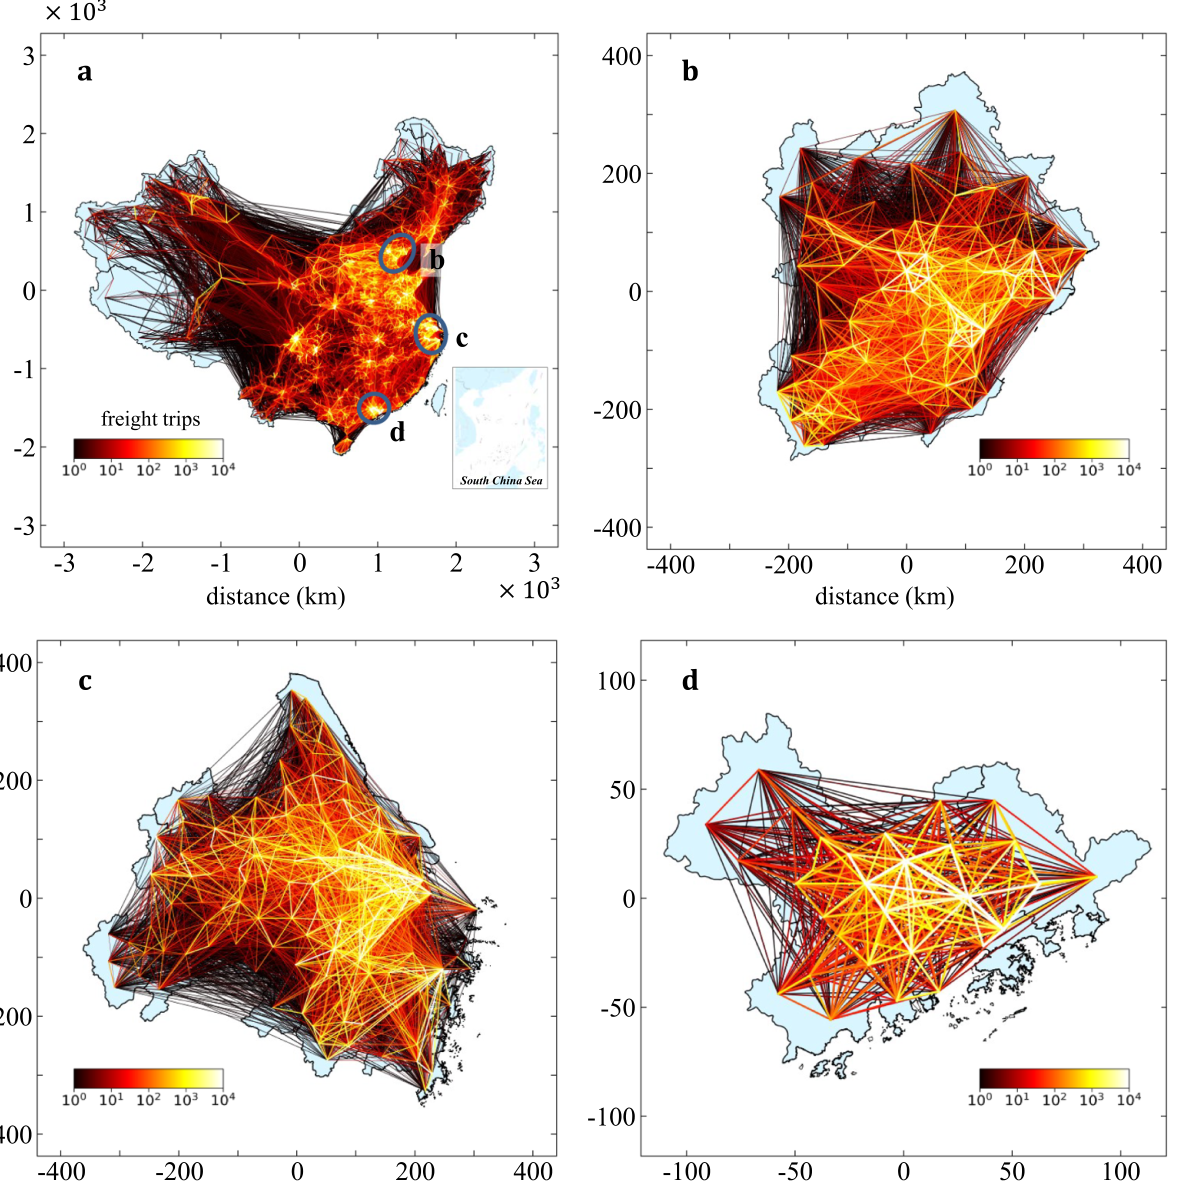 × 10³
a
3
2
1
0
-1
-2
-3
b
c
d
freight trips
10⁰ 10¹ 10² 10³ 10⁴
South China Sea
-3 -2 -1 0 1 2 3
distance (km)
× 10³
b
400
200
0
-200
-400
10⁰ 10¹ 10² 10³ 10⁴
-400 -200 0 200 400
distance (km)
c
400
200
0
200
400
10⁰ 10¹ 10² 10³ 10⁴
-400 -200 0 200 400
d
100
50
0
-50
-100
10⁰ 10¹ 10² 10³ 10⁴
-100 -50 0 50 100